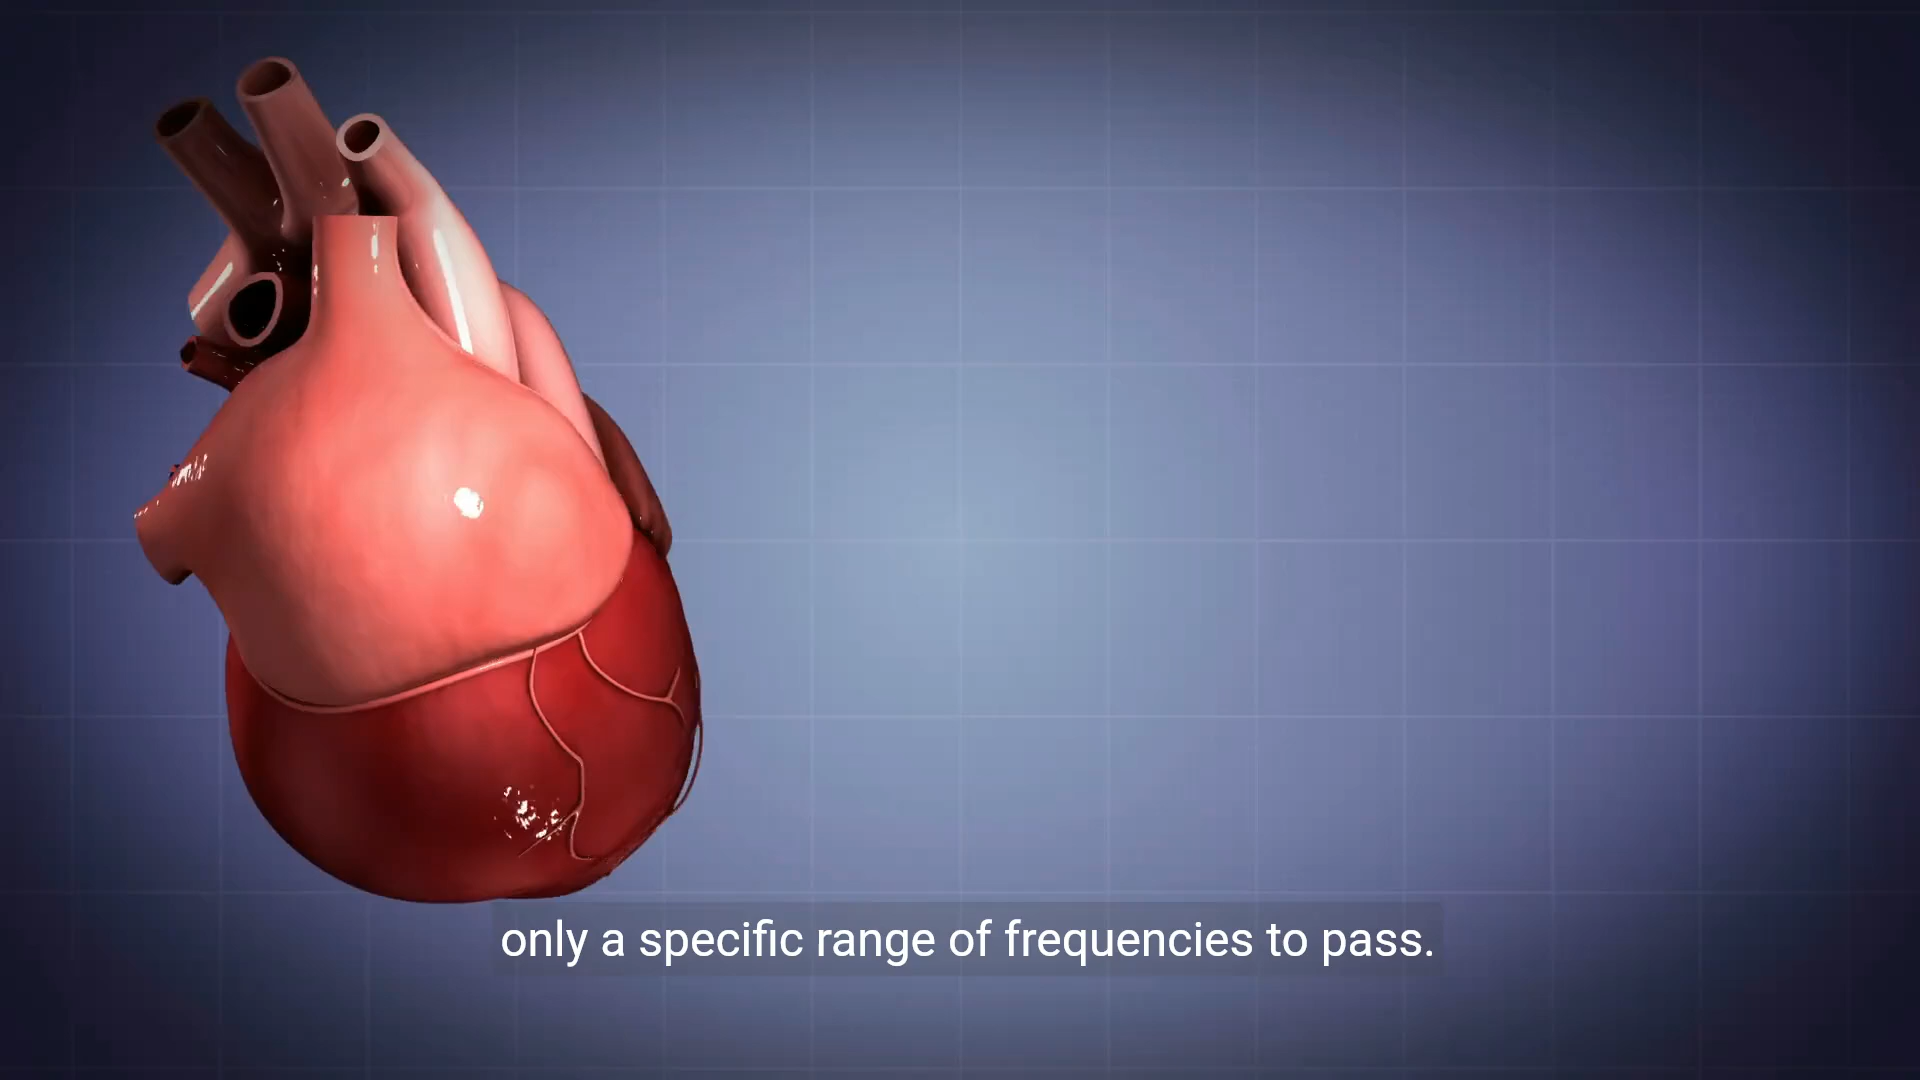 only a specific range of frequencies to pass.